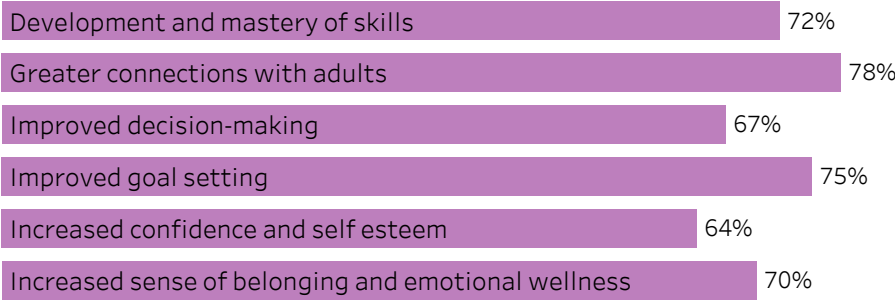 Development and mastery of skills 72%
Greater connections with adults 78%
Improved decision-making 67%
Improved goal setting 75%
Increased confidence and self esteem 64%
Increased sense of belonging and emotional wellness 70%